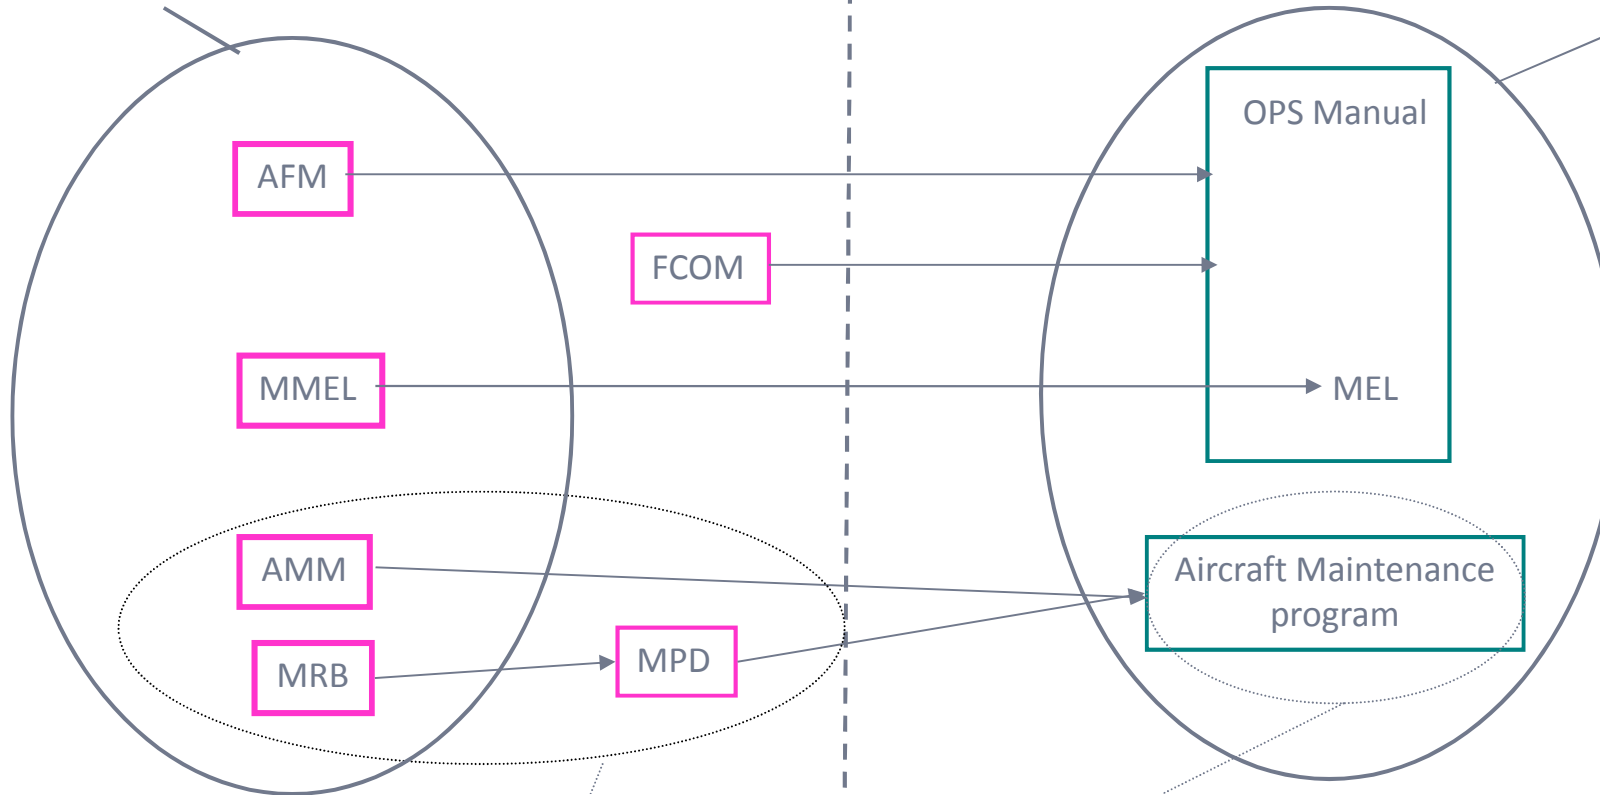 OPS Manual
AFM
FCOM
MMEL
MEL
AMM
Aircraft Maintenance
program
MRB
MPD